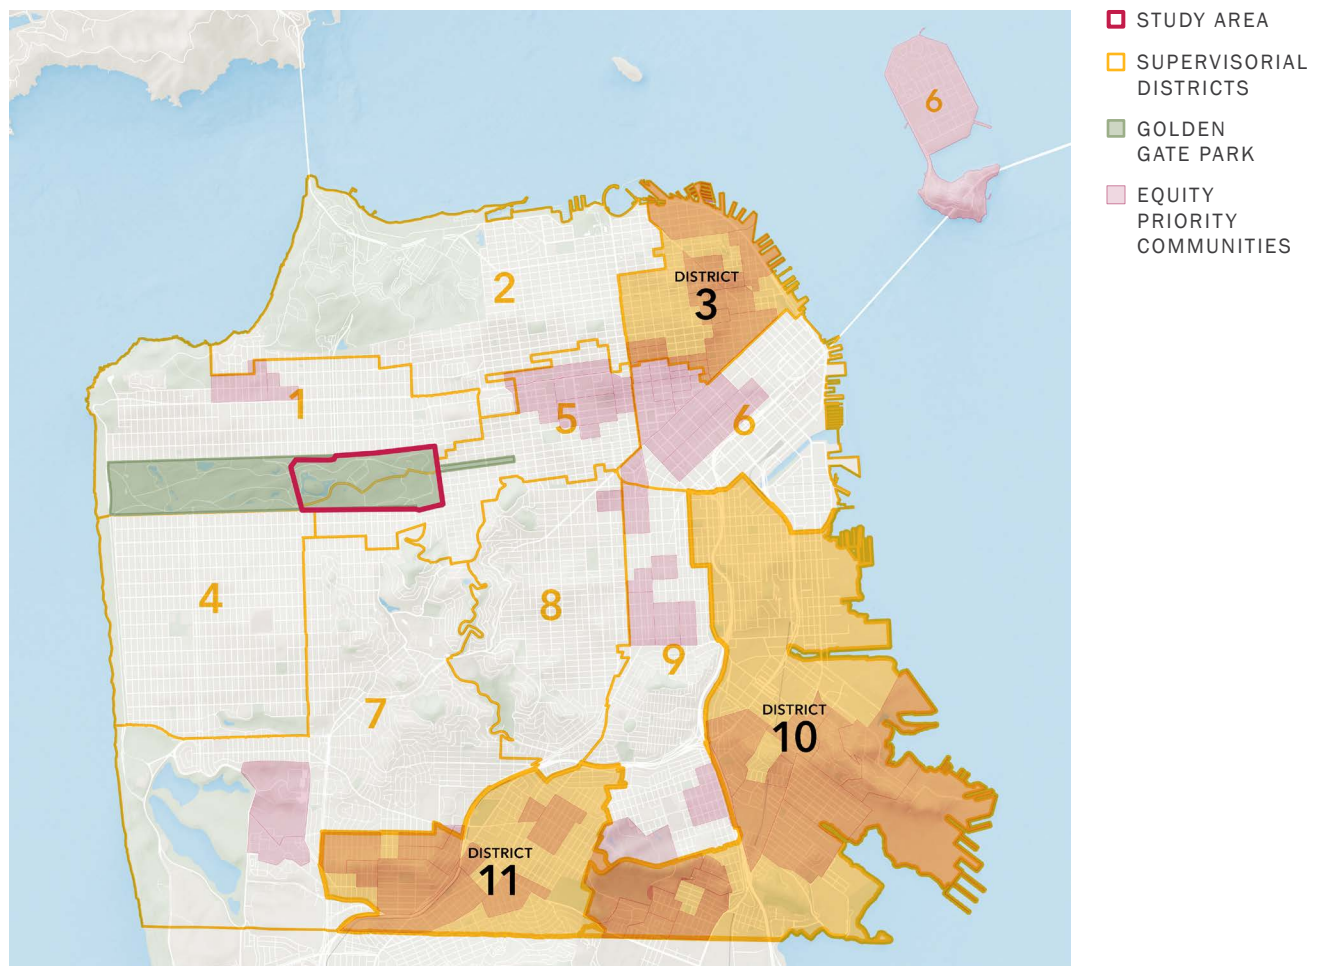 STUDY AREA
SUPERVISORIAL
DISTRICTS
GOLDEN
GATE PARK
EQUITY
PRIORITY
COMMUNITIES
6
2
DISTRICT
3
1
5
6
4
8
9
7
DISTRICT
10
DISTRICT
11